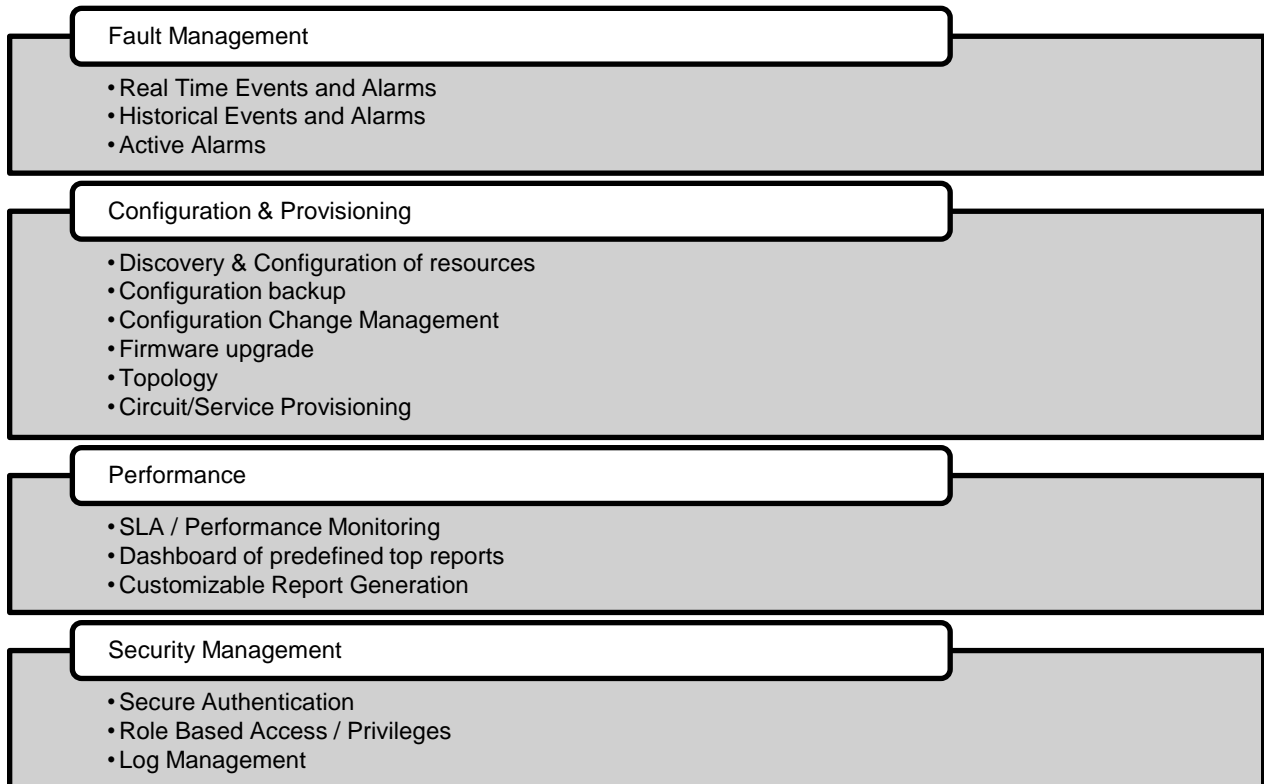 Fault Management
•Real Time Events and Alarms
•Historical Events and Alarms
•Active Alarms
Configuration & Provisioning
•Discovery & Configuration of resources
•Configuration backup
•Configuration Change Management
•Firmware upgrade
•Topology
•Circuit/Service Provisioning
Performance
•SLA / Performance Monitoring
•Dashboard of predefined top reports
•Customizable Report Generation
Security Management
•Secure Authentication
•Role Based Access / Privileges
•Log Management